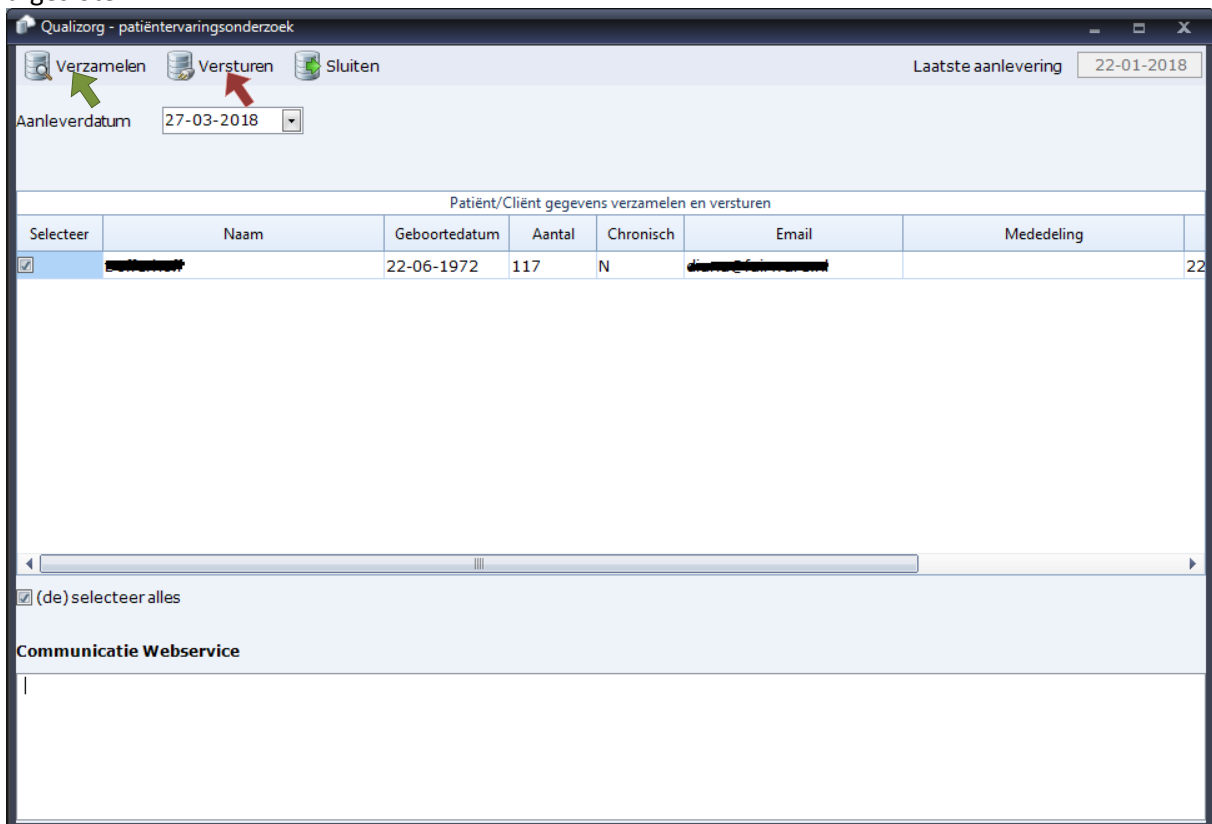 Qualizorg - patiëntervaringsonderzoek
Verzamelen Versturen Sluiten Laatste aanlevering 22-01-2018
Aanleverdatum 27-03-2018
Patiënt/Cliënt gegevens verzamelen en versturen
Selecteer Naam Geboortedatum Aantal Chronisch Email Mededeling
22-06-1972 117 N 22
(de) selecteer alles
Communicatie Webservice